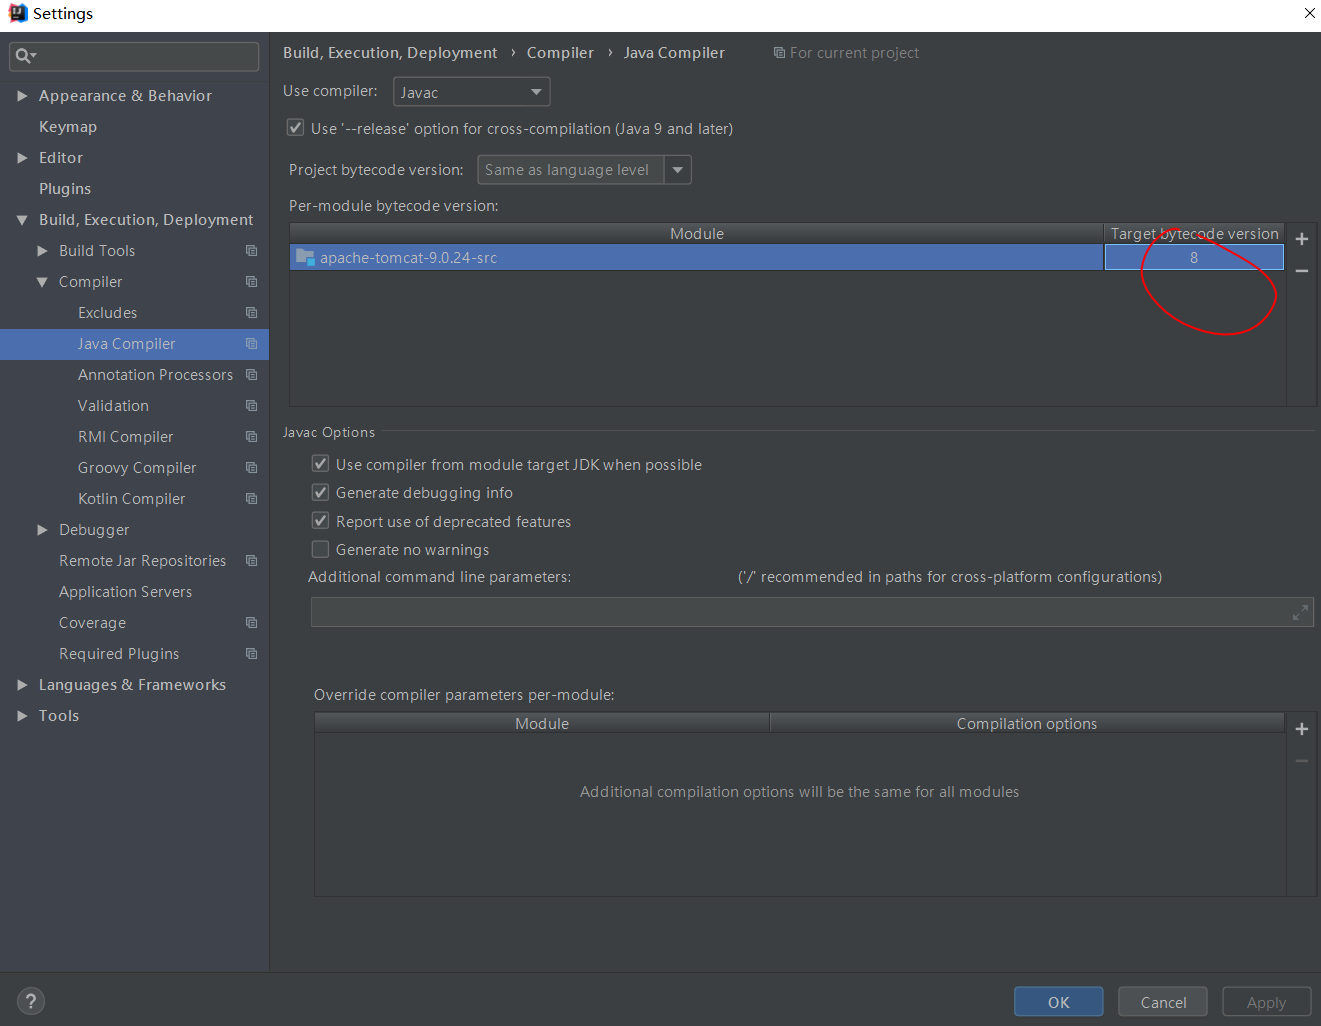 Settings
Build, Execution, Deployment › Compiler › Java Compiler For current project
Appearance & Behavior
Keymap
Editor
Plugins
Build, Execution, Deployment
Build Tools
Compiler
Excludes
Java Compiler
Annotation Processors
Validation
RMI Compiler
Groovy Compiler
Kotlin Compiler
Debugger
Remote Jar Repositories
Application Servers
Coverage
Required Plugins
Languages & Frameworks
Tools
Use compiler: Javac
Use '--release' option for cross-compilation (Java 9 and later)
Project bytecode version: Same as language level
Per-module bytecode version:
Module Target bytecode version
apache-tomcat-9.0.24-src 8
Javac Options
Use compiler from module target JDK when possible
Generate debugging info
Report use of deprecated features
Generate no warnings
Additional command line parameters: ('/' recommended in paths for cross-platform configurations)
Override compiler parameters per-module:
Module Compilation options
Additional compilation options will be the same for all modules
? OK Cancel Apply